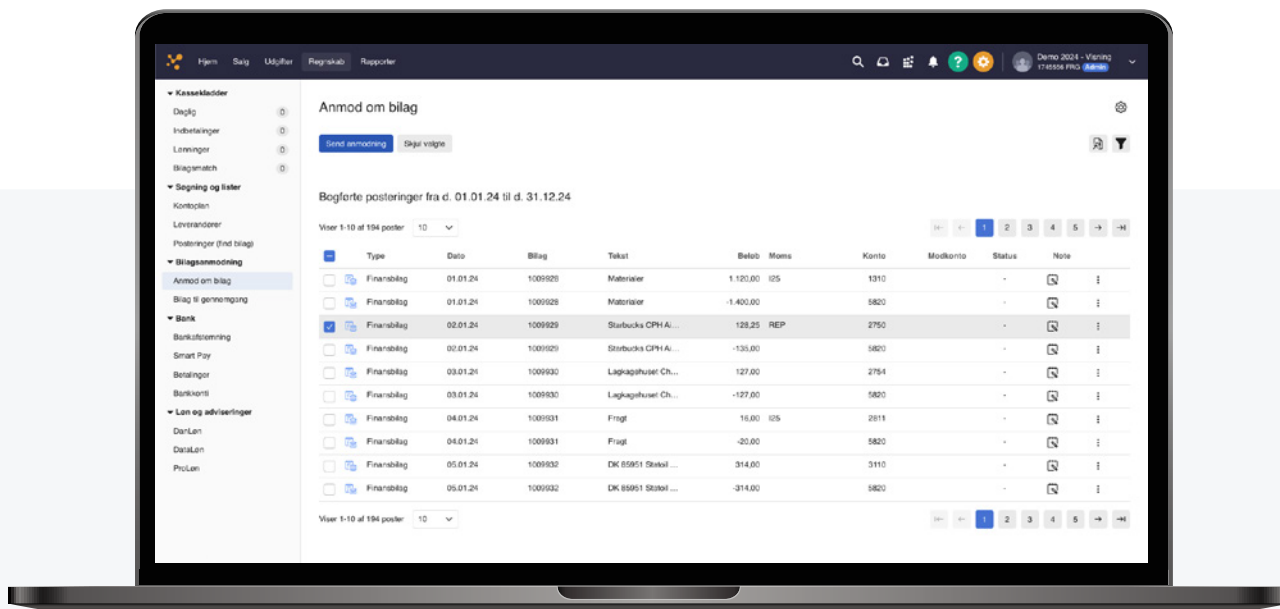 Hjem Salg Udgifter Regnskab Rapporter ? Demo 2024 - Visning
1745556 FRG Admin
Kassekladder
Daglig 0
Indbetalinger 0
Lønninger 0
Bilagsmatch 0
Søgning og lister
Kontoplan
Leverandører
Posteringer (find bilag)
Bilagsanmodning
Anmod om bilag
Bilag til gennemgang
Bank
Bankafstemning
Smart Pay
Betalinger
Bankkonti
Løn og adviseringer
DanLøn
DataLøn
ProLøn
Anmod om bilag
Send anmodning Skjul valgte
Bogførte posteringer fra d. 01.01.24 til d. 31.12.24
Viser 1-10 af 194 poster 10 1 2 3 4 5
Type Dato Bilag Tekst Beløb Moms Konto Modkonto Status Note
Finansbilag 01.01.24 1009928 Materialer 1.120,00 I25 1310 -
Finansbilag 01.01.24 1009928 Materialer -1.400,00 5820 -
Finansbilag 02.01.24 1009929 Starbucks CPH Ai... 128,25 REP 2750 -
Finansbilag 02.01.24 1009929 Starbucks CPH Ai... -135,00 5820 -
Finansbilag 03.01.24 1009930 Lagkagehuset Ch... 127,00 2754 -
Finansbilag 03.01.24 1009930 Lagkagehuset Ch... -127,00 5820 -
Finansbilag 04.01.24 1009931 Fragt 16,00 I25 2811 -
Finansbilag 04.01.24 1009931 Fragt -20,00 5820 -
Finansbilag 05.01.24 1009932 DK 85951 Statoil ... 314,00 3110 -
Finansbilag 05.01.24 1009932 DK 85951 Statoil ... -314,00 5820 -
Viser 1-10 af 194 poster 10 1 2 3 4 5